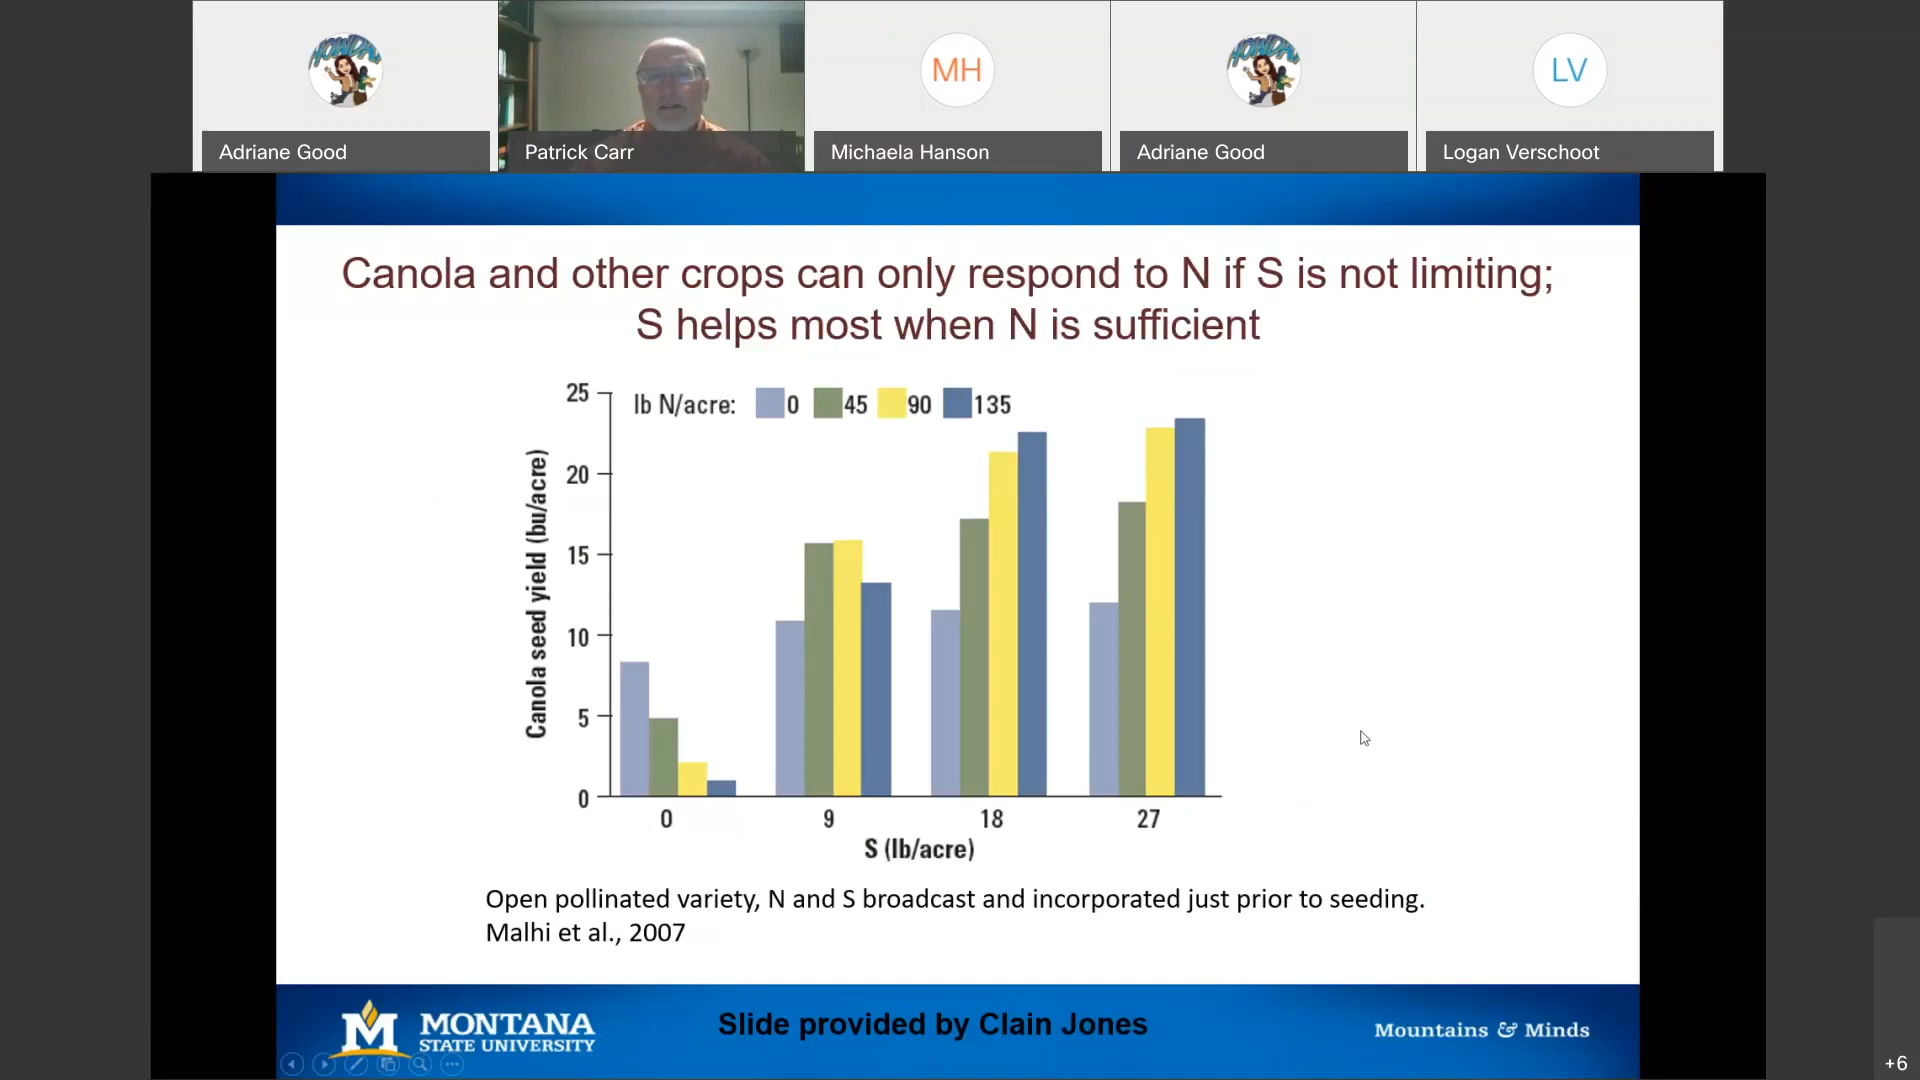 HOWDY
MH
HOWDY
LV
Adriane Good
Patrick Carr
Michaela Hanson
Adriane Good
Logan Verschoot
Canola and other crops can only respond to N if S is not limiting;
S helps most when N is sufficient
lb N/acre: 0 45 90 135
25
20
15
10
5
0
Canola seed yield (bu/acre)
0 9 18 27
S (lb/acre)
Open pollinated variety, N and S broadcast and incorporated just prior to seeding.
Malhi et al., 2007
M MONTANA
STATE UNIVERSITY
Slide provided by Clain Jones
Mountains & Minds
+6